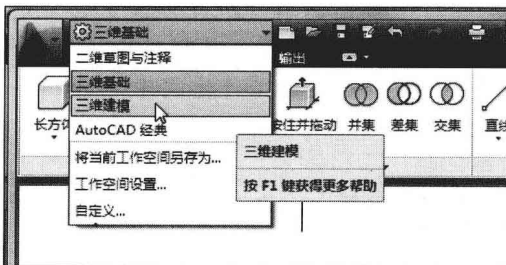 三维基础
二维草图与注释
三维基础
三维建模
AutoCAD 经典
将当前工作空间另存为...
工作空间设置...
自定义...
输出
长方体
按住并拖动 并集 差集 交集 直线
三维建模
按 F1 键获得更多帮助